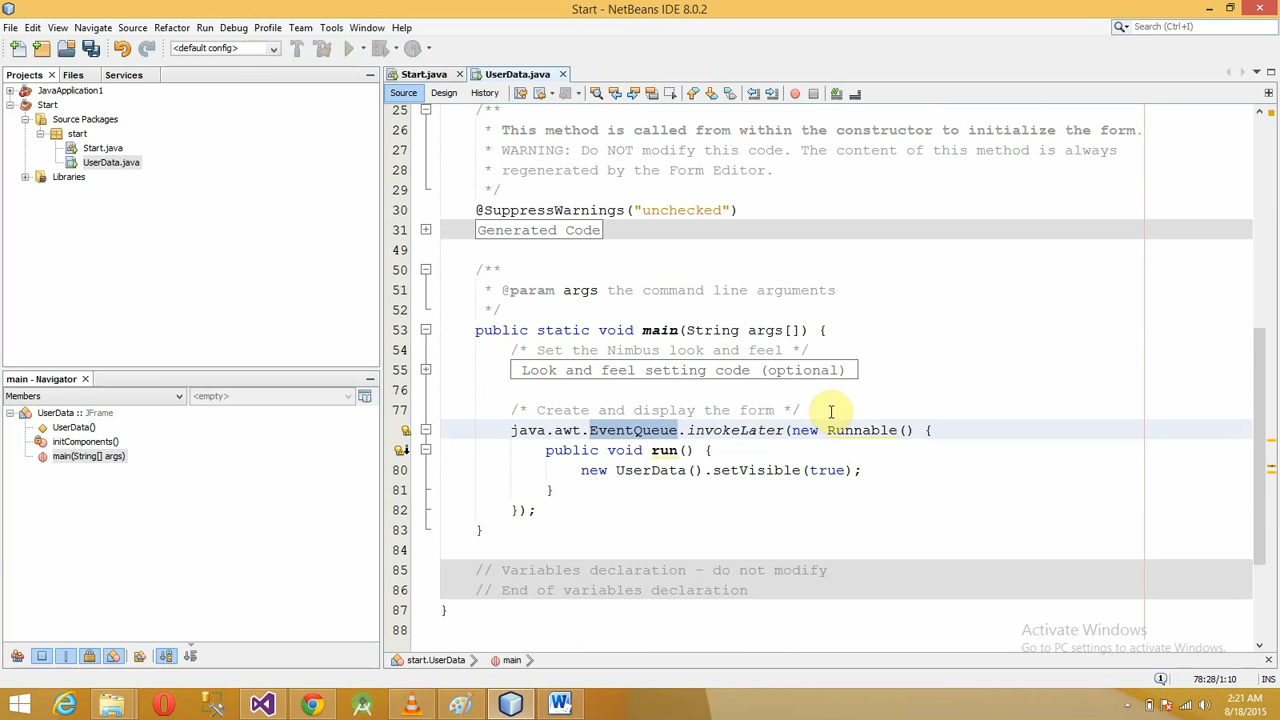 Start - NetBeans IDE 8.0.2
File Edit View Navigate Source Refactor Run Debug Profile Team Tools Window Help
Search (Ctrl+I)
<default config>
Projects Files Services
Start.java UserData.java
Source Design History
JavaApplication1
Start
Source Packages
start
Start.java
UserData.java
Libraries
25 /**
26 * This method is called from within the constructor to initialize the form.
27 * WARNING: Do NOT modify this code. The content of this method is always
28 * regenerated by the Form Editor.
29 */
30 @SuppressWarnings("unchecked")
31 Generated Code
49
50 /**
51 * @param args the command line arguments
52 */
53 public static void main(String args[]) {
54 /* Set the Nimbus look and feel */
55 Look and feel setting code (optional)
76
77 /* Create and display the form */
java.awt.EventQueue.invokeLater(new Runnable() {
public void run() {
80 new UserData().setVisible(true);
81 }
82 });
83 }
84
85 // Variables declaration - do not modify
86 // End of variables declaration
87 }
88
main - Navigator
Members <empty>
UserData :: JFrame
UserData()
initComponents()
main(String[] args)
Activate Windows
Go to PC settings to activate Windows.
start.UserData main
78:28/1:10 INS
2:21 AM
8/18/2015